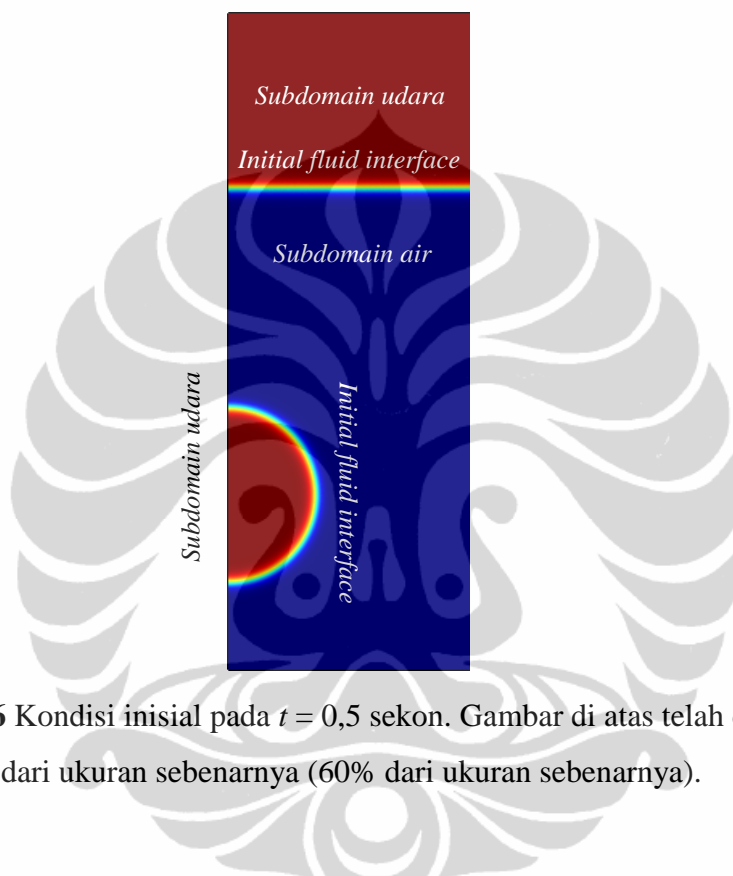 Subdomain udara
Initial fluid interface
Subdomain air
Subdomain udara
Initial fluid interface
6 Kondisi inisial pada t = 0,5 sekon. Gambar di atas telah
dari ukuran sebenarnya (60% dari ukuran sebenarnya).